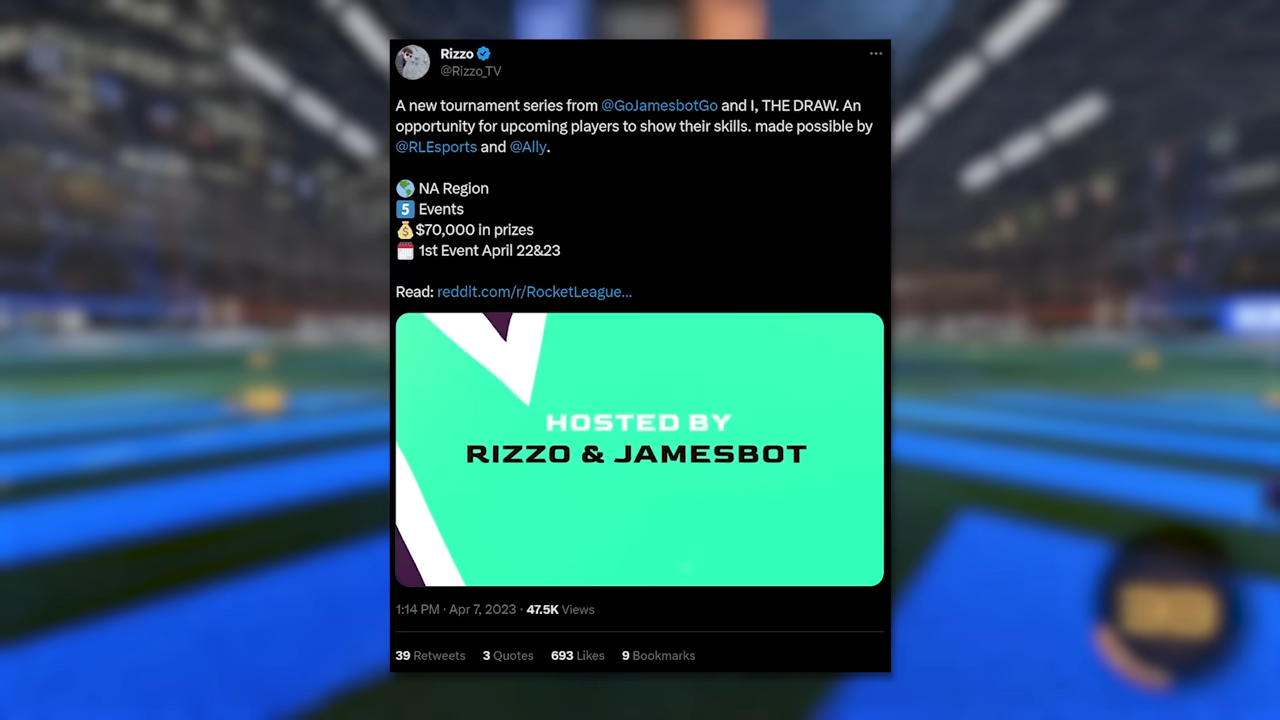 Rizzo
@Rizzo_TV
A new tournament series from @GoJamesbotGo and I, THE DRAW. An
opportunity for upcoming players to show their skills. made possible by
@RLEsports and @Ally.
🌎 NA Region
5️⃣ Events
💰$70,000 in prizes
📅 1st Event April 22&23
Read: reddit.com/r/RocketLeague...
HOSTED BY
RIZZO & JAMESBOT
1:14 PM · Apr 7, 2023 · 47.5K Views
39 Retweets 3 Quotes 693 Likes 9 Bookmarks